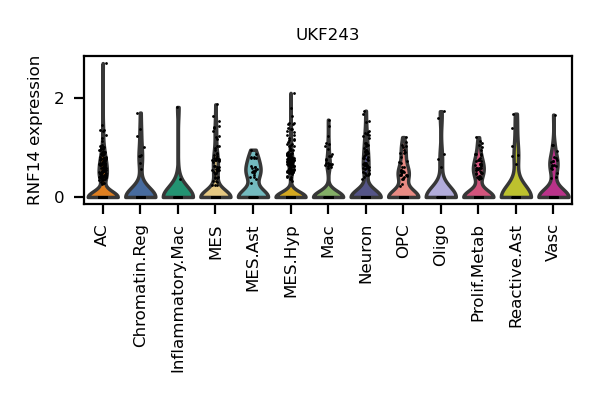 UKF243
RNF14 expression
2
0
AC
Chromatin.Reg
Inflammatory.Mac
MES
MES.Ast
MES.Hyp
Mac
Neuron
OPC
Oligo
Prolif.Metab
Reactive.Ast
Vasc